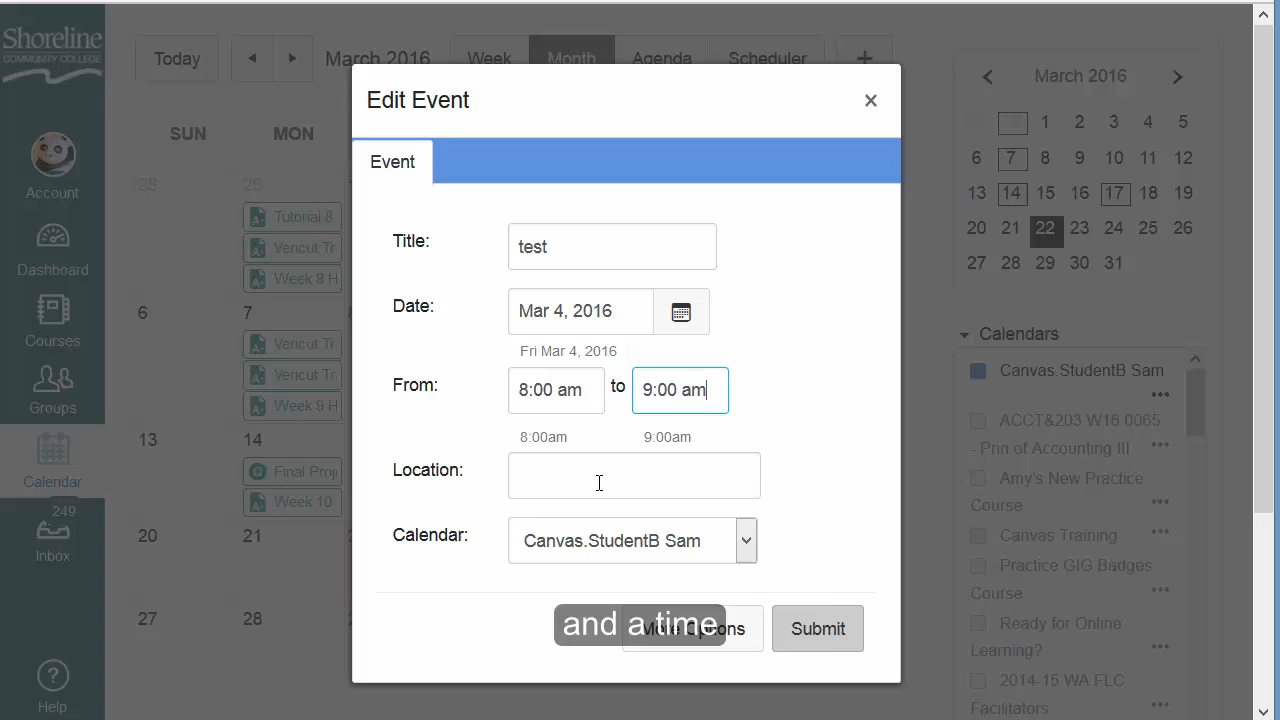 Shoreline
COMMUNITY COLLEGE
Account
Dashboard
Courses
Groups
Calendar
249
Inbox
Help
Today
March 2016
Week
Month
Agenda
Scheduler
+
SUN
MON
28
29
Tutorial 8
Vericut Tr
Week 8 H
6
7
Vericut Tr
Vericut Tr
Week 9 H
13
14
Final Proj
Week 10
20
21
27
28
Edit Event
×
Event
Title:
test
Date:
Mar 4, 2016
Fri Mar 4, 2016
From:
8:00 am
to
9:00 am
8:00am
9:00am
Location:
Calendar:
Canvas.StudentB Sam
and a time
Submit
March 2016
1 2 3 4 5
6 7 8 9 10 11 12
13 14 15 16 17 18 19
20 21 22 23 24 25 26
27 28 29 30 31
Calendars
Canvas.StudentB Sam
ACCT&203 W16 0065
- Prin of Accounting III
Amy's New Practice
Course
Canvas Training
Practice GIG Badges
Course
Ready for Online
Learning?
2014-15 WA FLC
Facilitators